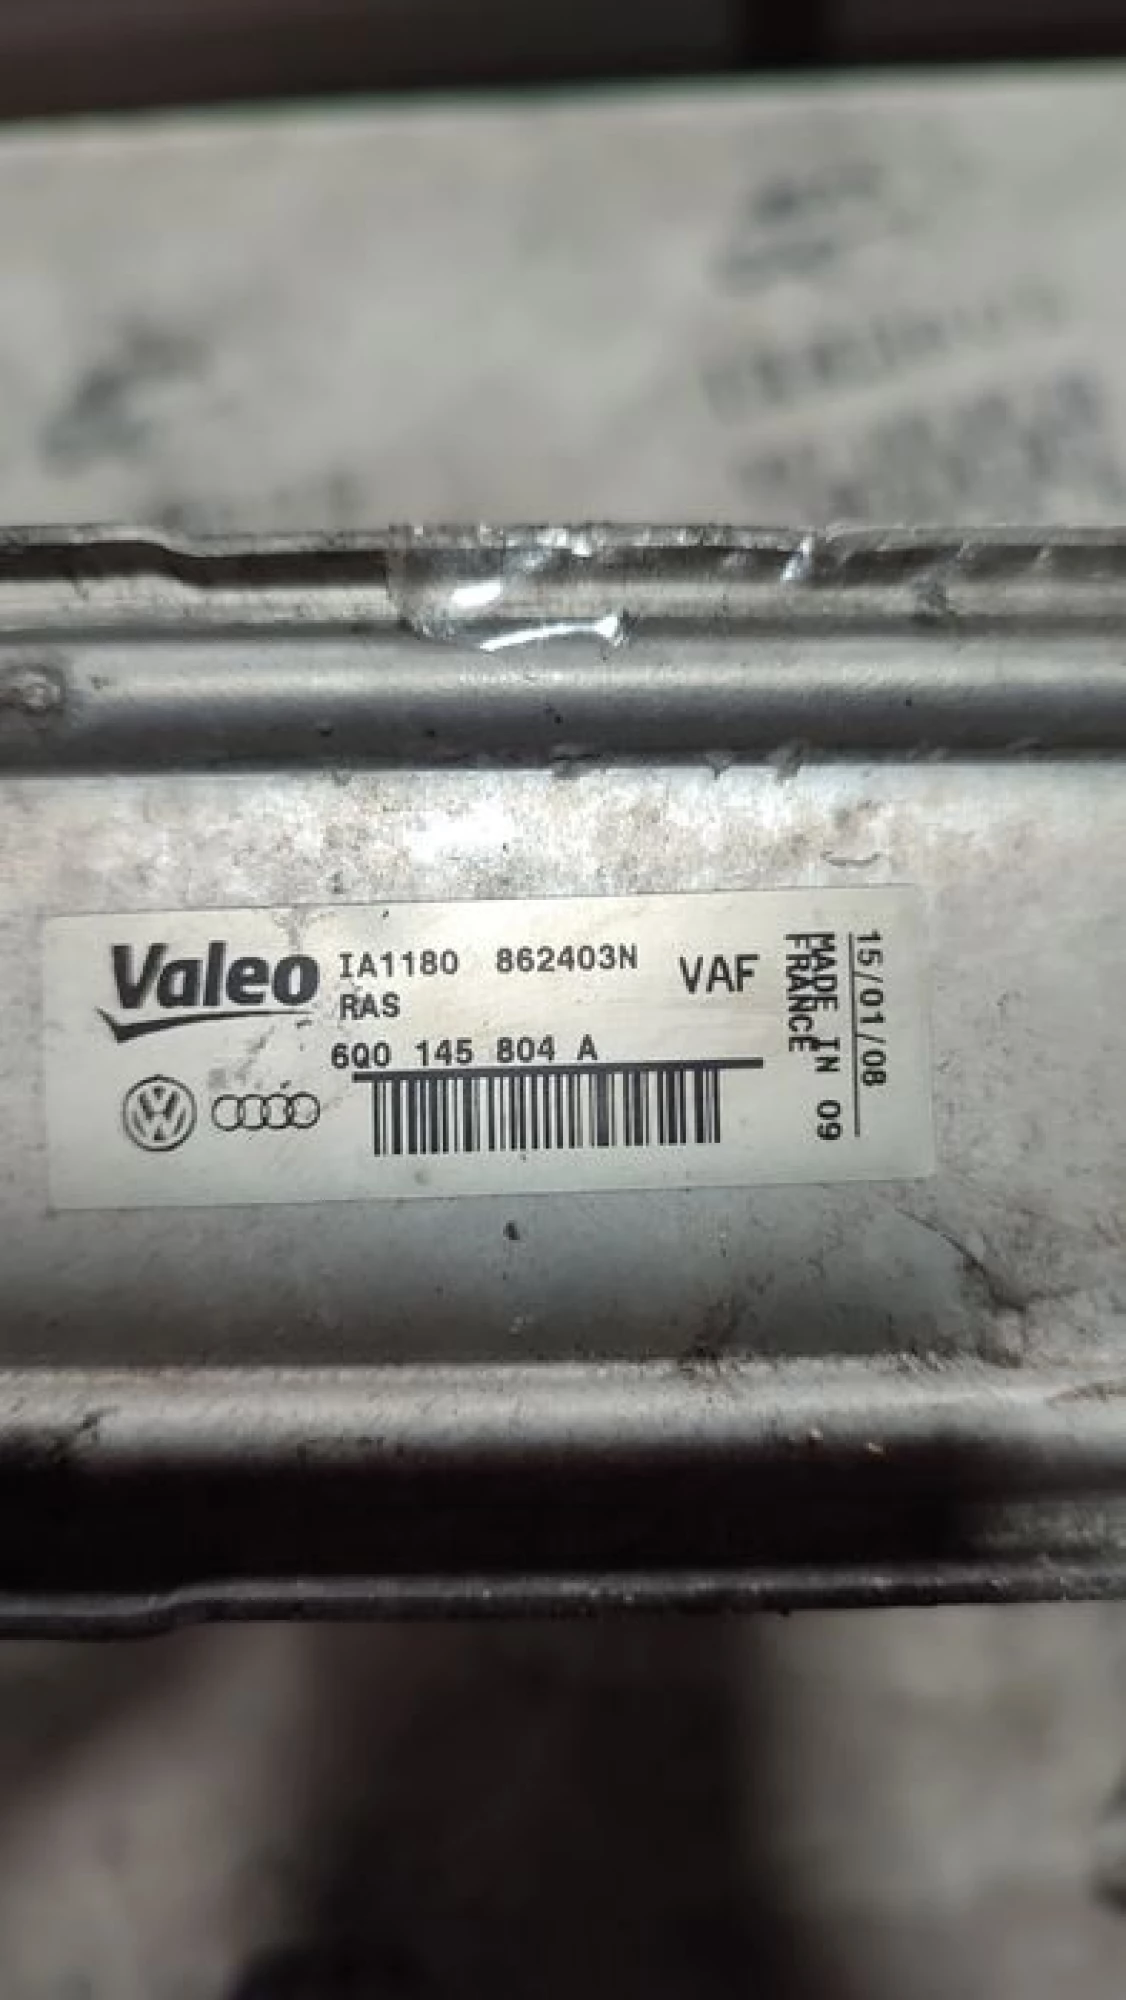 Valeo
IA1180 862403N
RAS
VAF
6Q0 145 804 A
MADE IN 09
FRANCE
15/01/08